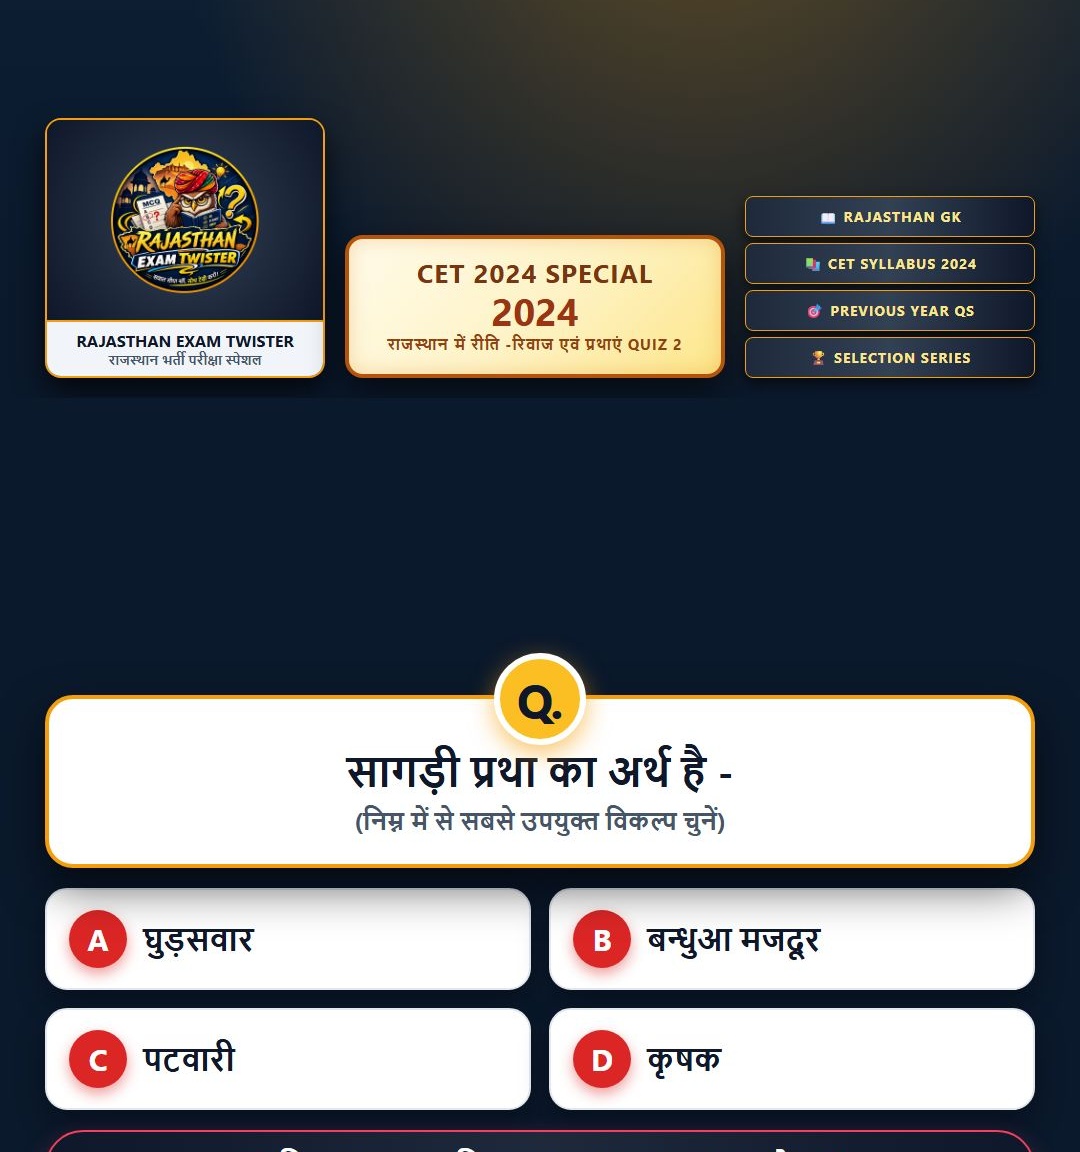 MCQ
RAJASTHAN
EXAM TWISTER
RAJASTHAN EXAM TWISTER
राजस्थान भर्ती परीक्षा स्पेशल
CET 2024 SPECIAL
2024
राजस्थान में रीति -रिवाज एवं प्रथाएं QUIZ 2
RAJASTHAN GK
CET SYLLABUS 2024
PREVIOUS YEAR QS
SELECTION SERIES
Q.
सागड़ी प्रथा का अर्थ है -
(निम्न में से सबसे उपयुक्त विकल्प चुनें)
A घुड़सवार
B बन्धुआ मजदूर
C पटवारी
D कृषक